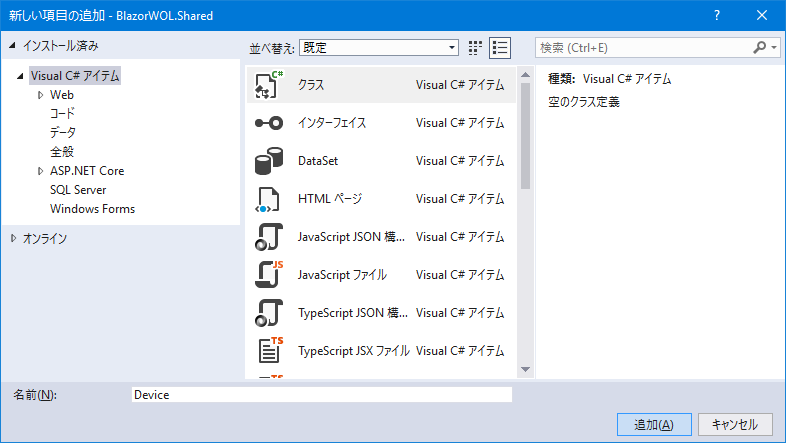 新しい項目の追加 - BlazorWOL.Shared
インストール済み
並べ替え: 既定
検索 (Ctrl+E)
Visual C# アイテム
Web
コード
データ
全般
ASP.NET Core
SQL Server
Windows Forms
オンライン
C# クラス Visual C# アイテム
インターフェイス Visual C# アイテム
DataSet Visual C# アイテム
HTML ページ Visual C# アイテム
JavaScript JSON 構... Visual C# アイテム
JS JavaScript ファイル Visual C# アイテム
TypeScript JSON 構... Visual C# アイテム
TS TypeScript JSX ファイル Visual C# アイテム
TS
種類: Visual C# アイテム
空のクラス定義
名前(N): Device
追加(A) キャンセル